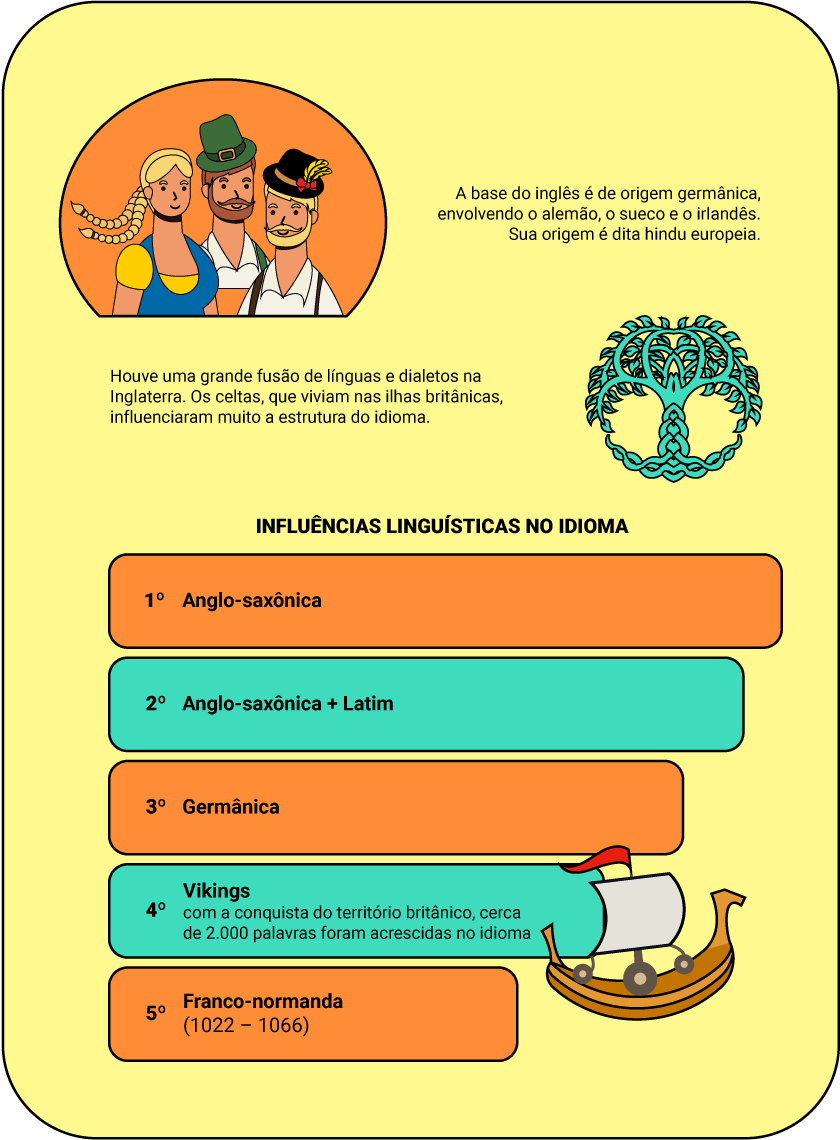 A base do inglês é de origem germânica,
envolvendo o alemão, o sueco e o irlandês.
Sua origem é dita hindu europeia.
Houve uma grande fusão de línguas e dialetos na
Inglaterra. Os celtas, que viviam nas ilhas britânicas,
influenciaram muito a estrutura do idioma.
INFLUÊNCIAS LINGUÍSTICAS NO IDIOMA
1º Anglo-saxônica
2º Anglo-saxônica + Latim
3º Germânica
4º Vikings
com a conquista do território britânico, cerca
de 2.000 palavras foram acrescidas no idioma
5º Franco-normanda
(1022 – 1066)